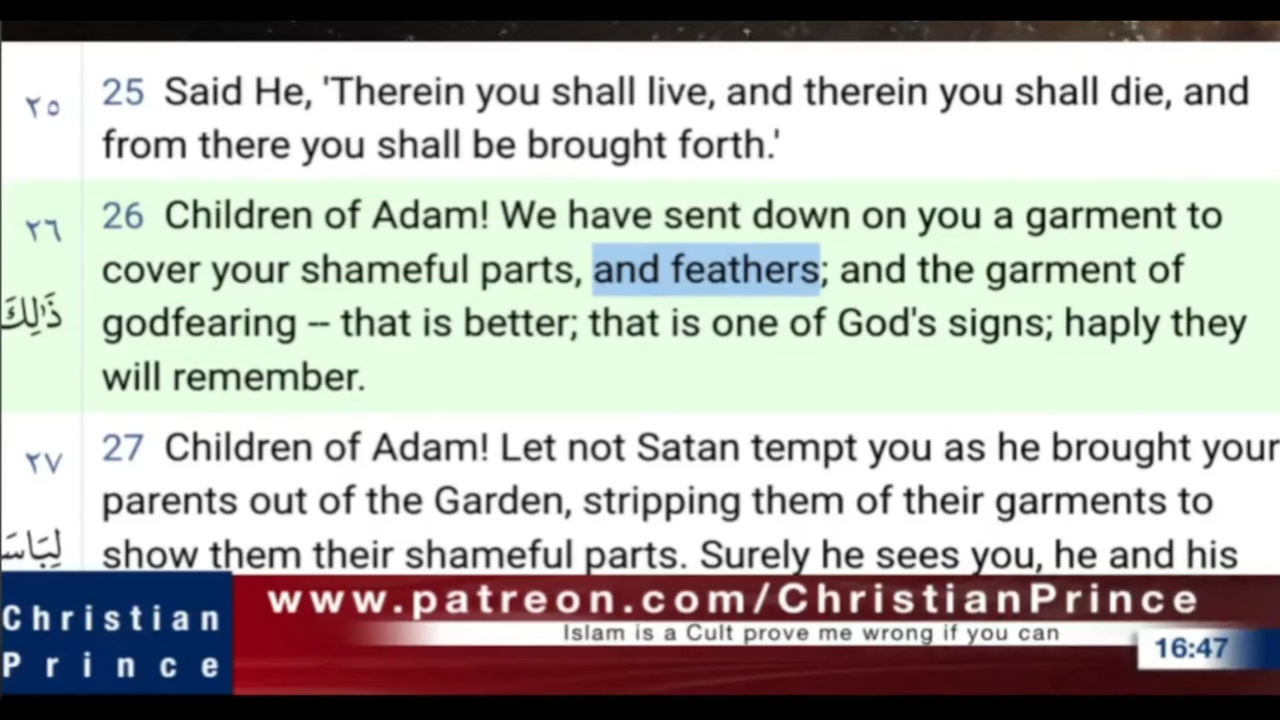 ٢٥
25 Said He, 'Therein you shall live, and therein you shall die, and
from there you shall be brought forth.'
٢٦
26 Children of Adam! We have sent down on you a garment to
cover your shameful parts, and feathers; and the garment of
ذَٰلِكَ
godfearing -- that is better; that is one of God's signs; haply they
will remember.
٢٧
27 Children of Adam! Let not Satan tempt you as he brought your
parents out of the Garden, stripping them of their garments to
show them their shameful parts. Surely he sees you, he and his
Christian
Prince
www.patreon.com/ChristianPrince
Islam is a Cult prove me wrong if you can
16:47